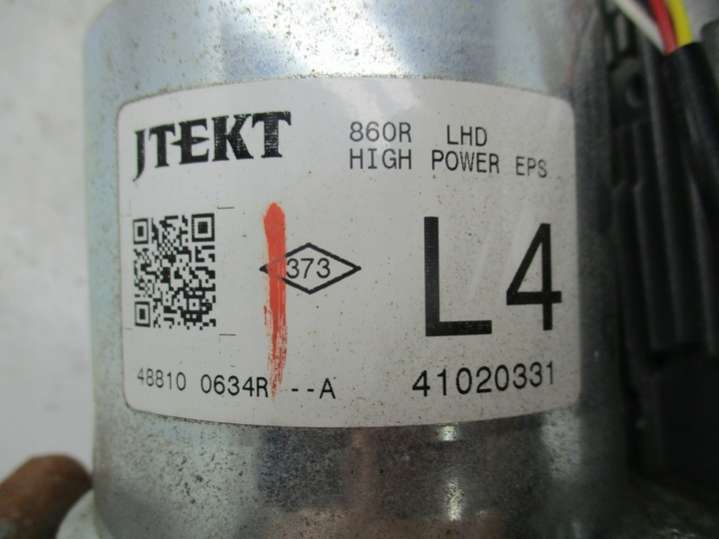 JTEKT
860R LHD
HIGH POWER EPS
373
L4
48810 0634R --A
41020331